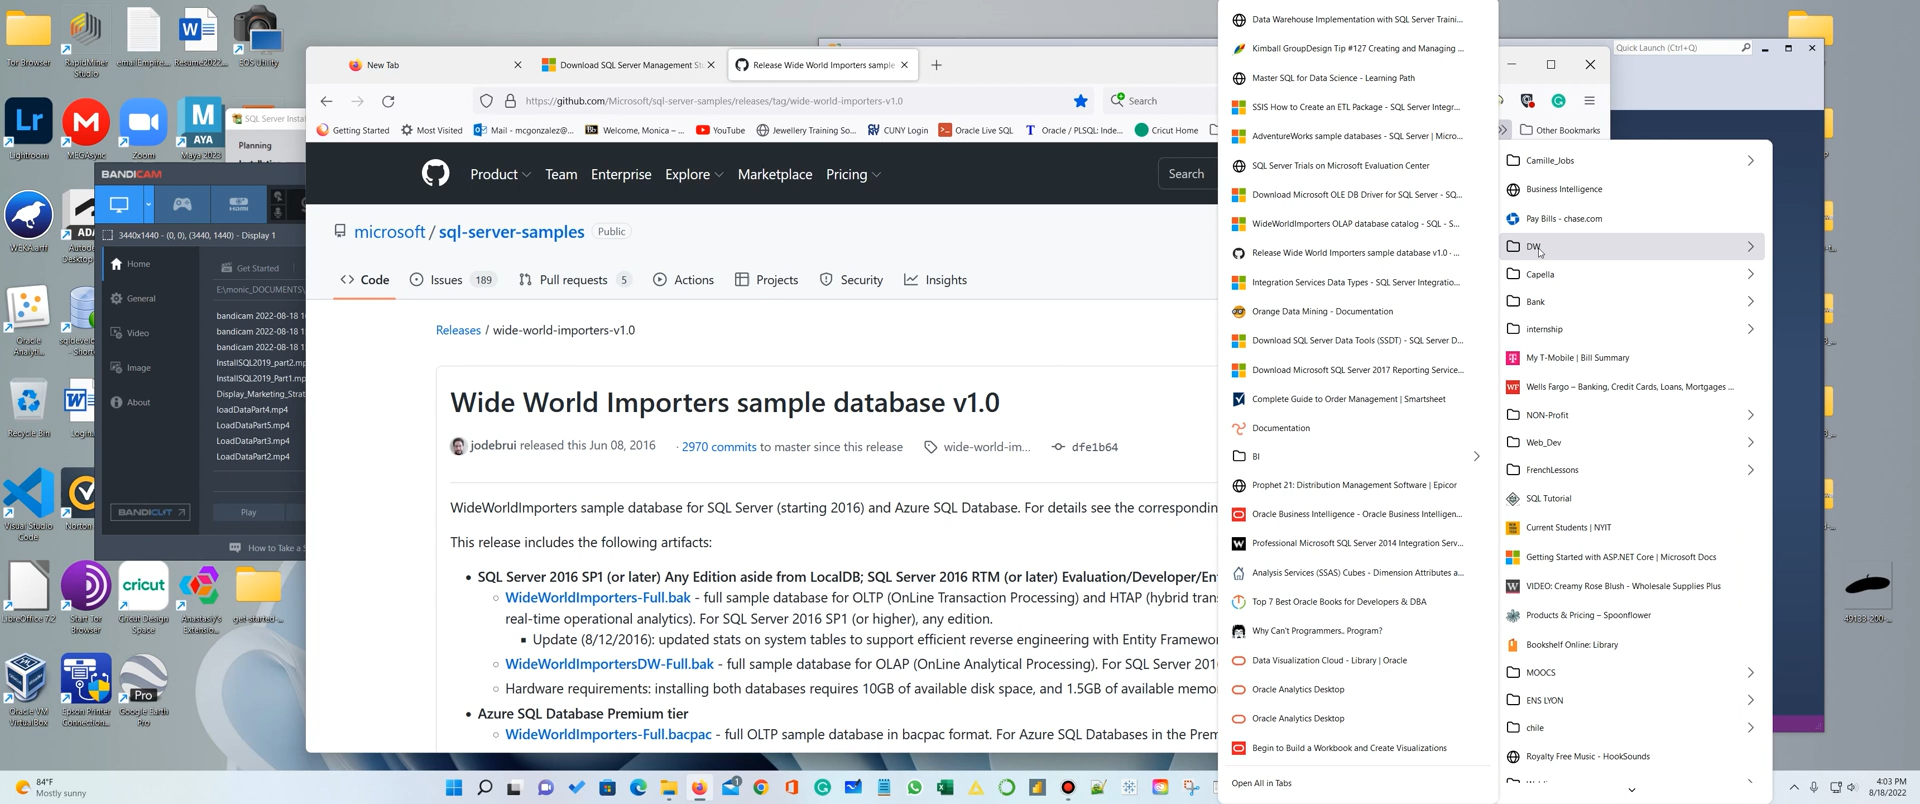 Tor Browser
RapidMiner Studio
emailEmpire...
Resume2022...
EOS Utility
Lightroom
MEGAsync
Zoom
Maya 2023
WEKA.arff
Autode Desktop
Oracle Analyti...
sqldevelo - Short
Recycle Bin
Login
Visual Studio Code
Norton
LibreOffice 7.2
Start Tor Browser
Cricut Design Space
Anastasiy's Extensio...
get-started-...
Oracle VM VirtualBox
Epson Printer Connection...
Google Earth Pro
SQL Server Instal
Planning
BANDICAM
3440x1440 - (0, 0), (3440, 1440) - Display 1
Home
General
Video
Image
About
BANDICUT
Get Started
E:\monic_DOCUMENTS\
bandicam 2022-08-18 1
bandicam 2022-08-18 1
bandicam 2022-08-18 1
InstallSQL2019_part2.mp
InstallSQL2019_Part1.mp
Display_Marketing_Strat
loadDataPart4.mp4
LoadDataPart5.mp4
LoadDataPart3.mp4
LoadDataPart2.mp4
Play
How to Take a S
New Tab
Download SQL Server Management St
Release Wide World Importers sample
https://github.com/Microsoft/sql-server-samples/releases/tag/wide-world-importers-v1.0
Search
Getting Started
Most Visited
Mail - mcgonzalez@...
Welcome, Monica – ...
YouTube
Jewellery Training So...
CUNY Login
Oracle Live SQL
Oracle / PLSQL: Inde...
Cricut Home
Other Bookmarks
Quick Launch (Ctrl+Q)
Product
Team
Enterprise
Explore
Marketplace
Pricing
Search
microsoft / sql-server-samples
Public
Code
Issues 189
Pull requests 5
Actions
Projects
Security
Insights
Releases / wide-world-importers-v1.0
Wide World Importers sample database v1.0
jodebrui released this Jun 08, 2016
· 2970 commits to master since this release
wide-world-im...
dfe1b64
WideWorldImporters sample database for SQL Server (starting 2016) and Azure SQL Database. For details see the correspondin
This release includes the following artifacts:
• SQL Server 2016 SP1 (or later) Any Edition aside from LocalDB; SQL Server 2016 RTM (or later) Evaluation/Developer/En
WideWorldImporters-Full.bak - full sample database for OLTP (OnLine Transaction Processing) and HTAP (hybrid tran
real-time operational analytics). For SQL Server 2016 SP1 (or higher), any edition.
Update (8/12/2016): updated stats on system tables to support efficient reverse engineering with Entity Framewor
WideWorldImportersDW-Full.bak - full sample database for OLAP (OnLine Analytical Processing). For SQL Server 201
Hardware requirements: installing both databases requires 10GB of available disk space, and 1.5GB of available memo
• Azure SQL Database Premium tier
WideWorldImporters-Full.bacpac - full OLTP sample database in bacpac format. For Azure SQL Databases in the Prem
Data Warehouse Implementation with SQL Server Traini...
Kimball GroupDesign Tip #127 Creating and Managing ...
Master SQL for Data Science - Learning Path
SSIS How to Create an ETL Package - SQL Server Integr...
AdventureWorks sample databases - SQL Server | Micro...
SQL Server Trials on Microsoft Evaluation Center
Download Microsoft OLE DB Driver for SQL Server - SQ...
WideWorldImporters OLAP database catalog - SQL - S...
Release Wide World Importers sample database v1.0 · ...
Integration Services Data Types - SQL Server Integratio...
Orange Data Mining - Documentation
Download SQL Server Data Tools (SSDT) - SQL Server D...
Download Microsoft SQL Server 2017 Reporting Service...
Complete Guide to Order Management | Smartsheet
Documentation
BI
Prophet 21: Distribution Management Software | Epicor
Oracle Business Intelligence - Oracle Business Intelligen...
Professional Microsoft SQL Server 2014 Integration Serv...
Analysis Services (SSAS) Cubes - Dimension Attributes a...
Top 7 Best Oracle Books for Developers & DBA
Why Can't Programmers.. Program?
Data Visualization Cloud - Library | Oracle
Oracle Analytics Desktop
Oracle Analytics Desktop
Begin to Build a Workbook and Create Visualizations
Open All in Tabs
Camille_Jobs
Business Intelligence
Pay Bills - chase.com
DW
Capella
Bank
internship
My T-Mobile | Bill Summary
Wells Fargo – Banking, Credit Cards, Loans, Mortgages ...
NON-Profit
Web_Dev
FrenchLessons
SQL Tutorial
Current Students | NYIT
Getting Started with ASP.NET Core | Microsoft Docs
VIDEO: Creamy Rose Blush - Wholesale Supplies Plus
Products & Pricing – Spoonflower
Bookshelf Online: Library
MOOCS
ENS LYON
chile
Royalty Free Music - HookSounds
49133-200-...
84°F
Mostly sunny
4:03 PM
8/18/2022